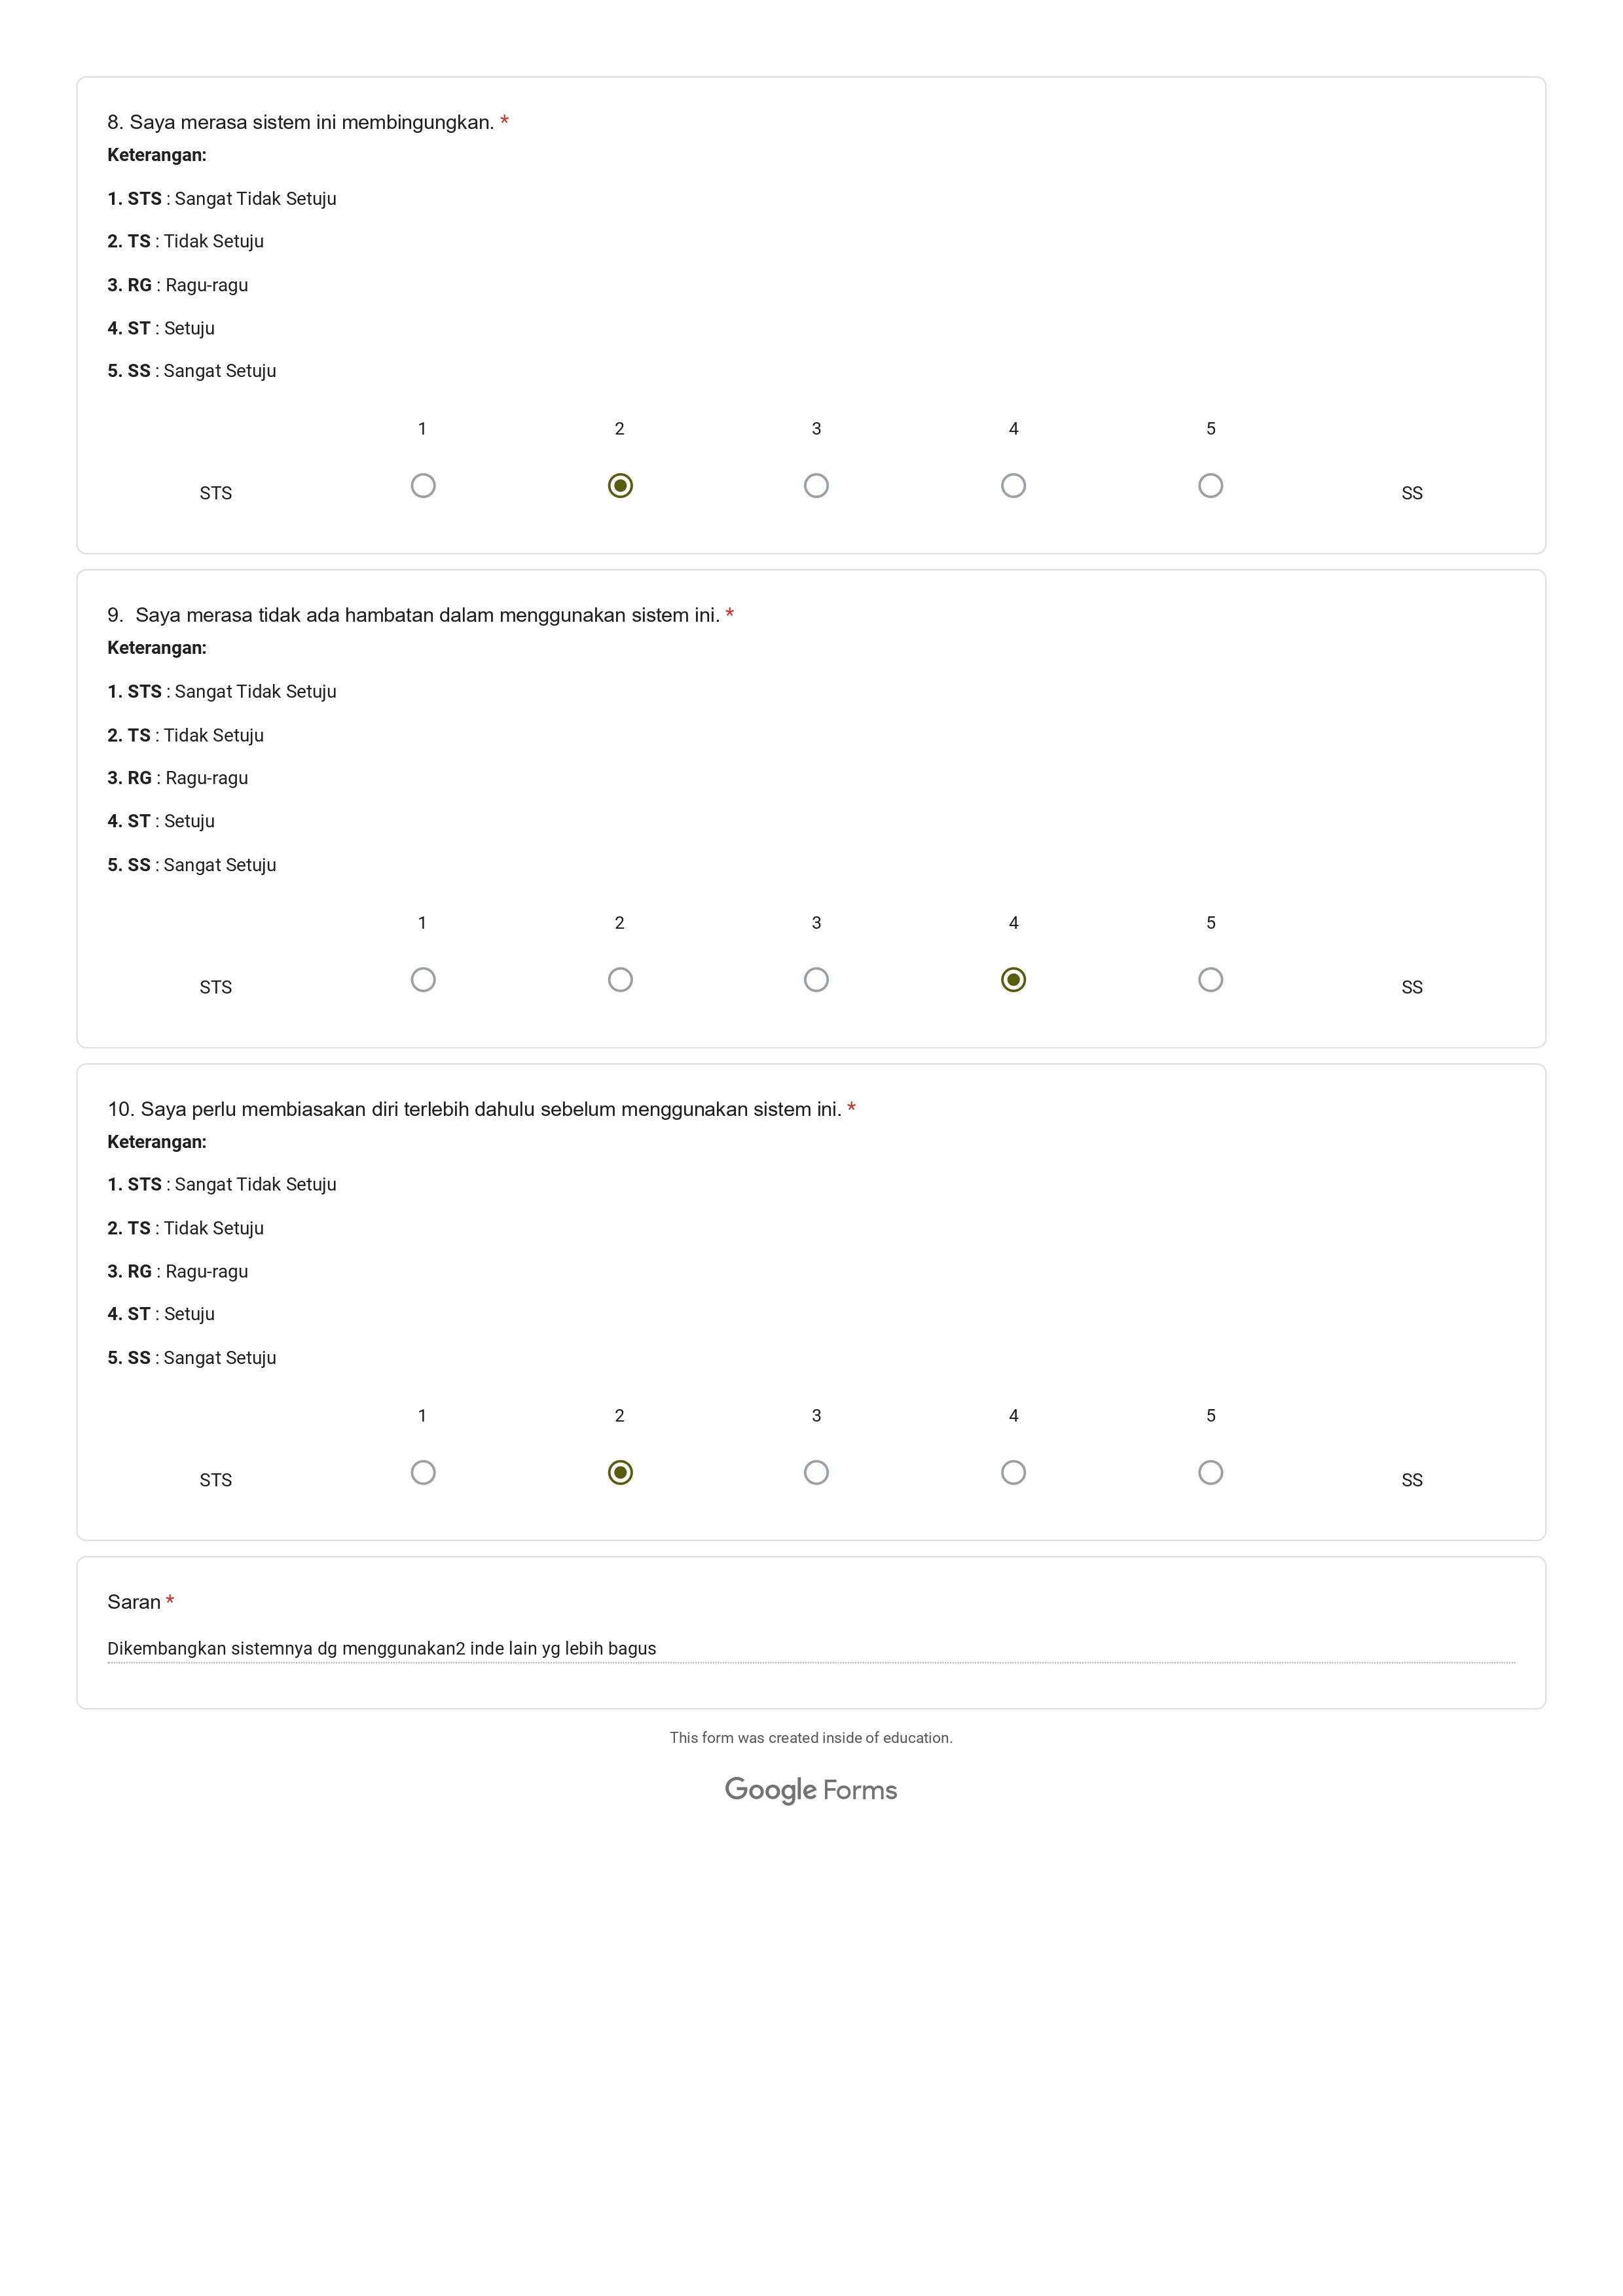 8. Saya merasa sistem ini membingungkan. *
Keterangan:
1. STS : Sangat Tidak Setuju
2. TS : Tidak Setuju
3. RG : Ragu-ragu
4. ST : Setuju
5. SS : Sangat Setuju
1 2 3 4 5
STS SS
9. Saya merasa tidak ada hambatan dalam menggunakan sistem ini. *
Keterangan:
1. STS : Sangat Tidak Setuju
2. TS : Tidak Setuju
3. RG : Ragu-ragu
4. ST : Setuju
5. SS : Sangat Setuju
1 2 3 4 5
STS SS
10. Saya perlu membiasakan diri terlebih dahulu sebelum menggunakan sistem ini. *
Keterangan:
1. STS : Sangat Tidak Setuju
2. TS : Tidak Setuju
3. RG : Ragu-ragu
4. ST : Setuju
5. SS : Sangat Setuju
1 2 3 4 5
STS SS
Saran *
Dikembangkan sistemnya dg menggunakan2 inde lain yg lebih bagus
This form was created inside of education.
Google Forms